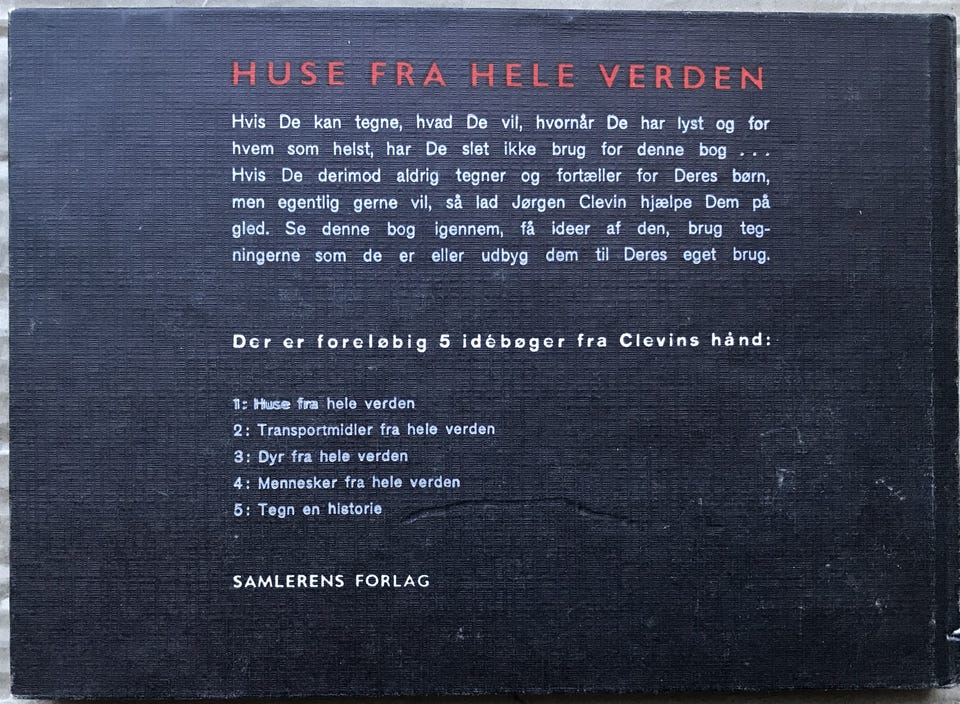 HUSE FRA HELE VERDEN
Hvis De kan tegne, hvad De vil, hvornår De har lyst og før
hvem som helst, har De slet ikke brug for denne bog ...
Hvis De derimod aldrig tegner og fortæller for Deres børn,
men egentlig gerne vil, så lad Jørgen Clevin hjælpe Dem på
gled. Se denne bog igennem, få ideer af den, brug teg-
ningerne som de er eller udbyg dem til Deres eget brug.
Der er foreløbig 5 idébøger fra Clevins hånd:
1: Huse fra hele verden
2: Transportmidler fra hele verden
3: Dyr fra hele verden
4: Mennesker fra hele verden
5: Tegn en historie
SAMLERENS FORLAG